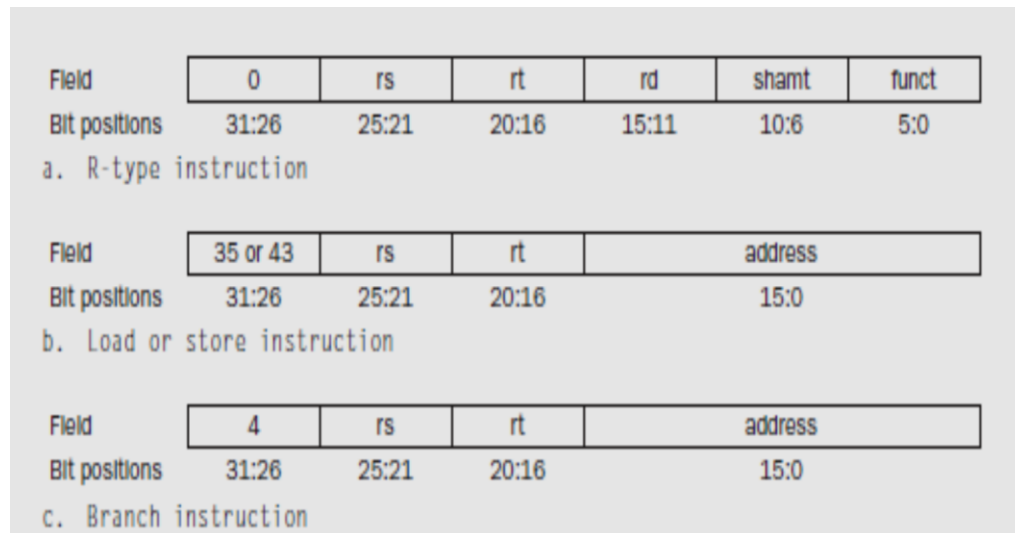 Field 0 rs rt rd shamt funct
Bit positions 31:26 25:21 20:16 15:11 10:6 5:0
a. R-type instruction
Field 35 or 43 rs rt address
Bit positions 31:26 25:21 20:16 15:0
b. Load or store instruction
Field 4 rs rt address
Bit positions 31:26 25:21 20:16 15:0
c. Branch instruction